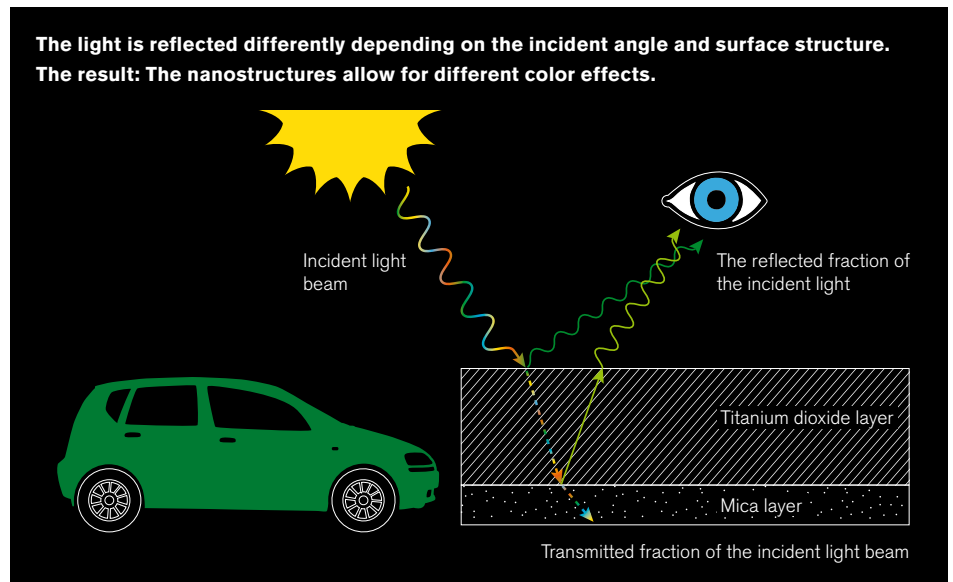 The light is reflected differently depending on the incident angle and surface structure.
The result: The nanostructures allow for different color effects.
Incident light
beam
The reflected fraction of
the incident light
Titanium dioxide layer
Mica layer
Transmitted fraction of the incident light beam